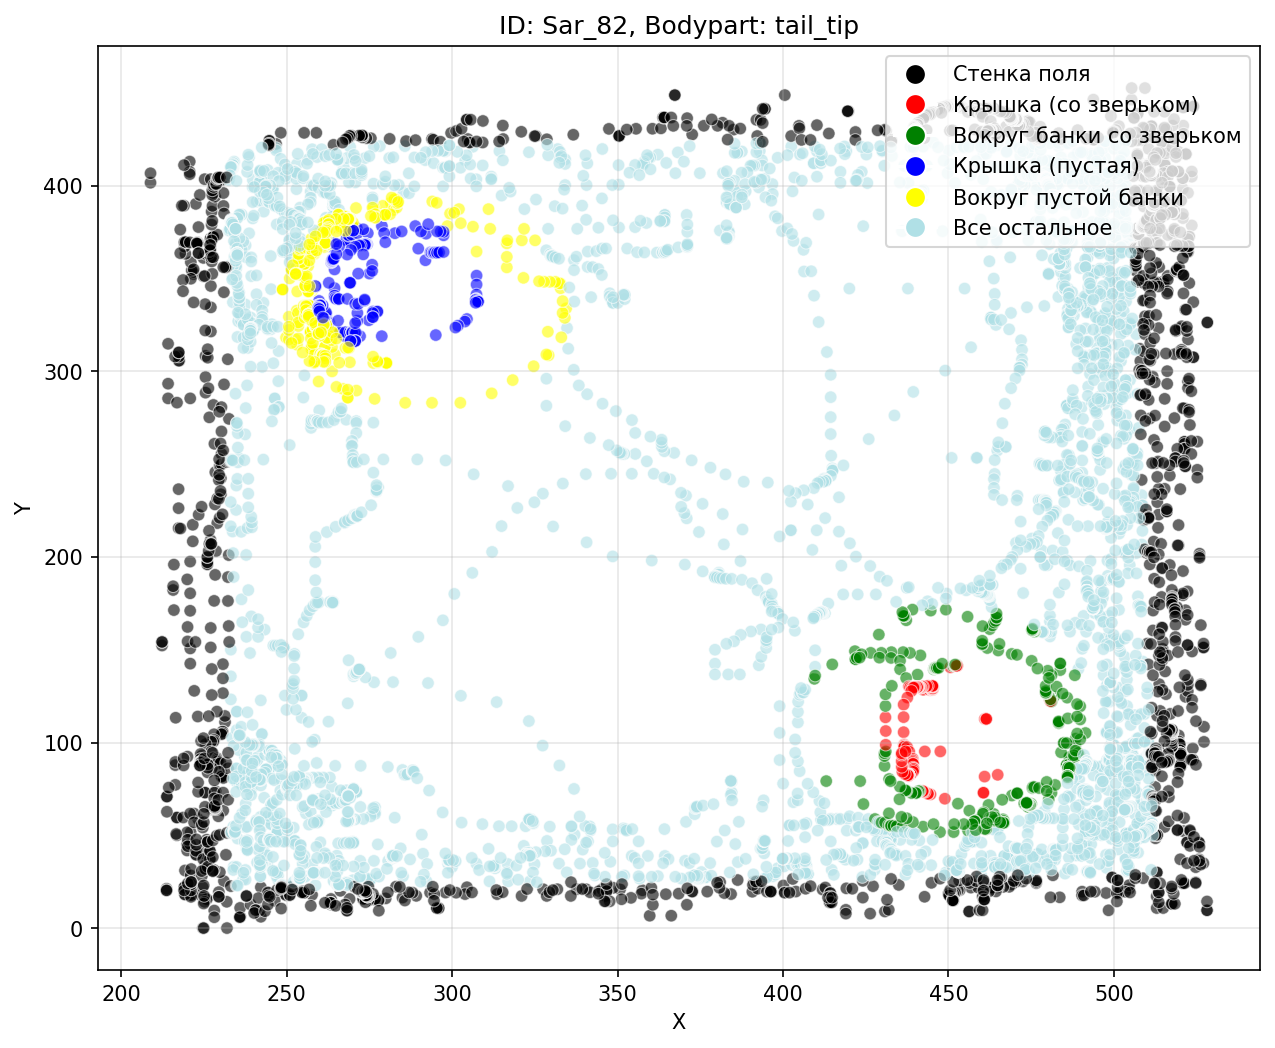 ID: Sar_82, Bodypart: tail_tip
Стенка поля
Крышка (со зверьком)
Вокруг банки со зверьком
Крышка (пустая)
Вокруг пустой банки
Все остальное
Y
400
300
200
100
0
200 250 300 350 400 450 500
X